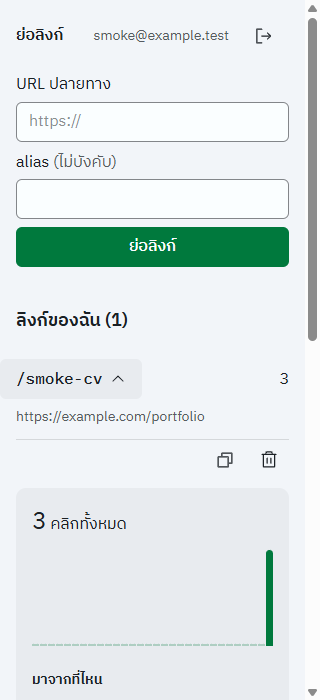 ย่อลิงก์ smoke@example.test
URL ปลายทาง
https://
alias (ไม่บังคับ)
ย่อลิงก์
ลิงก์ของฉัน (1)
/smoke-cv 3
https://example.com/portfolio
3 คลิกทั้งหมด
มาจากที่ไหน